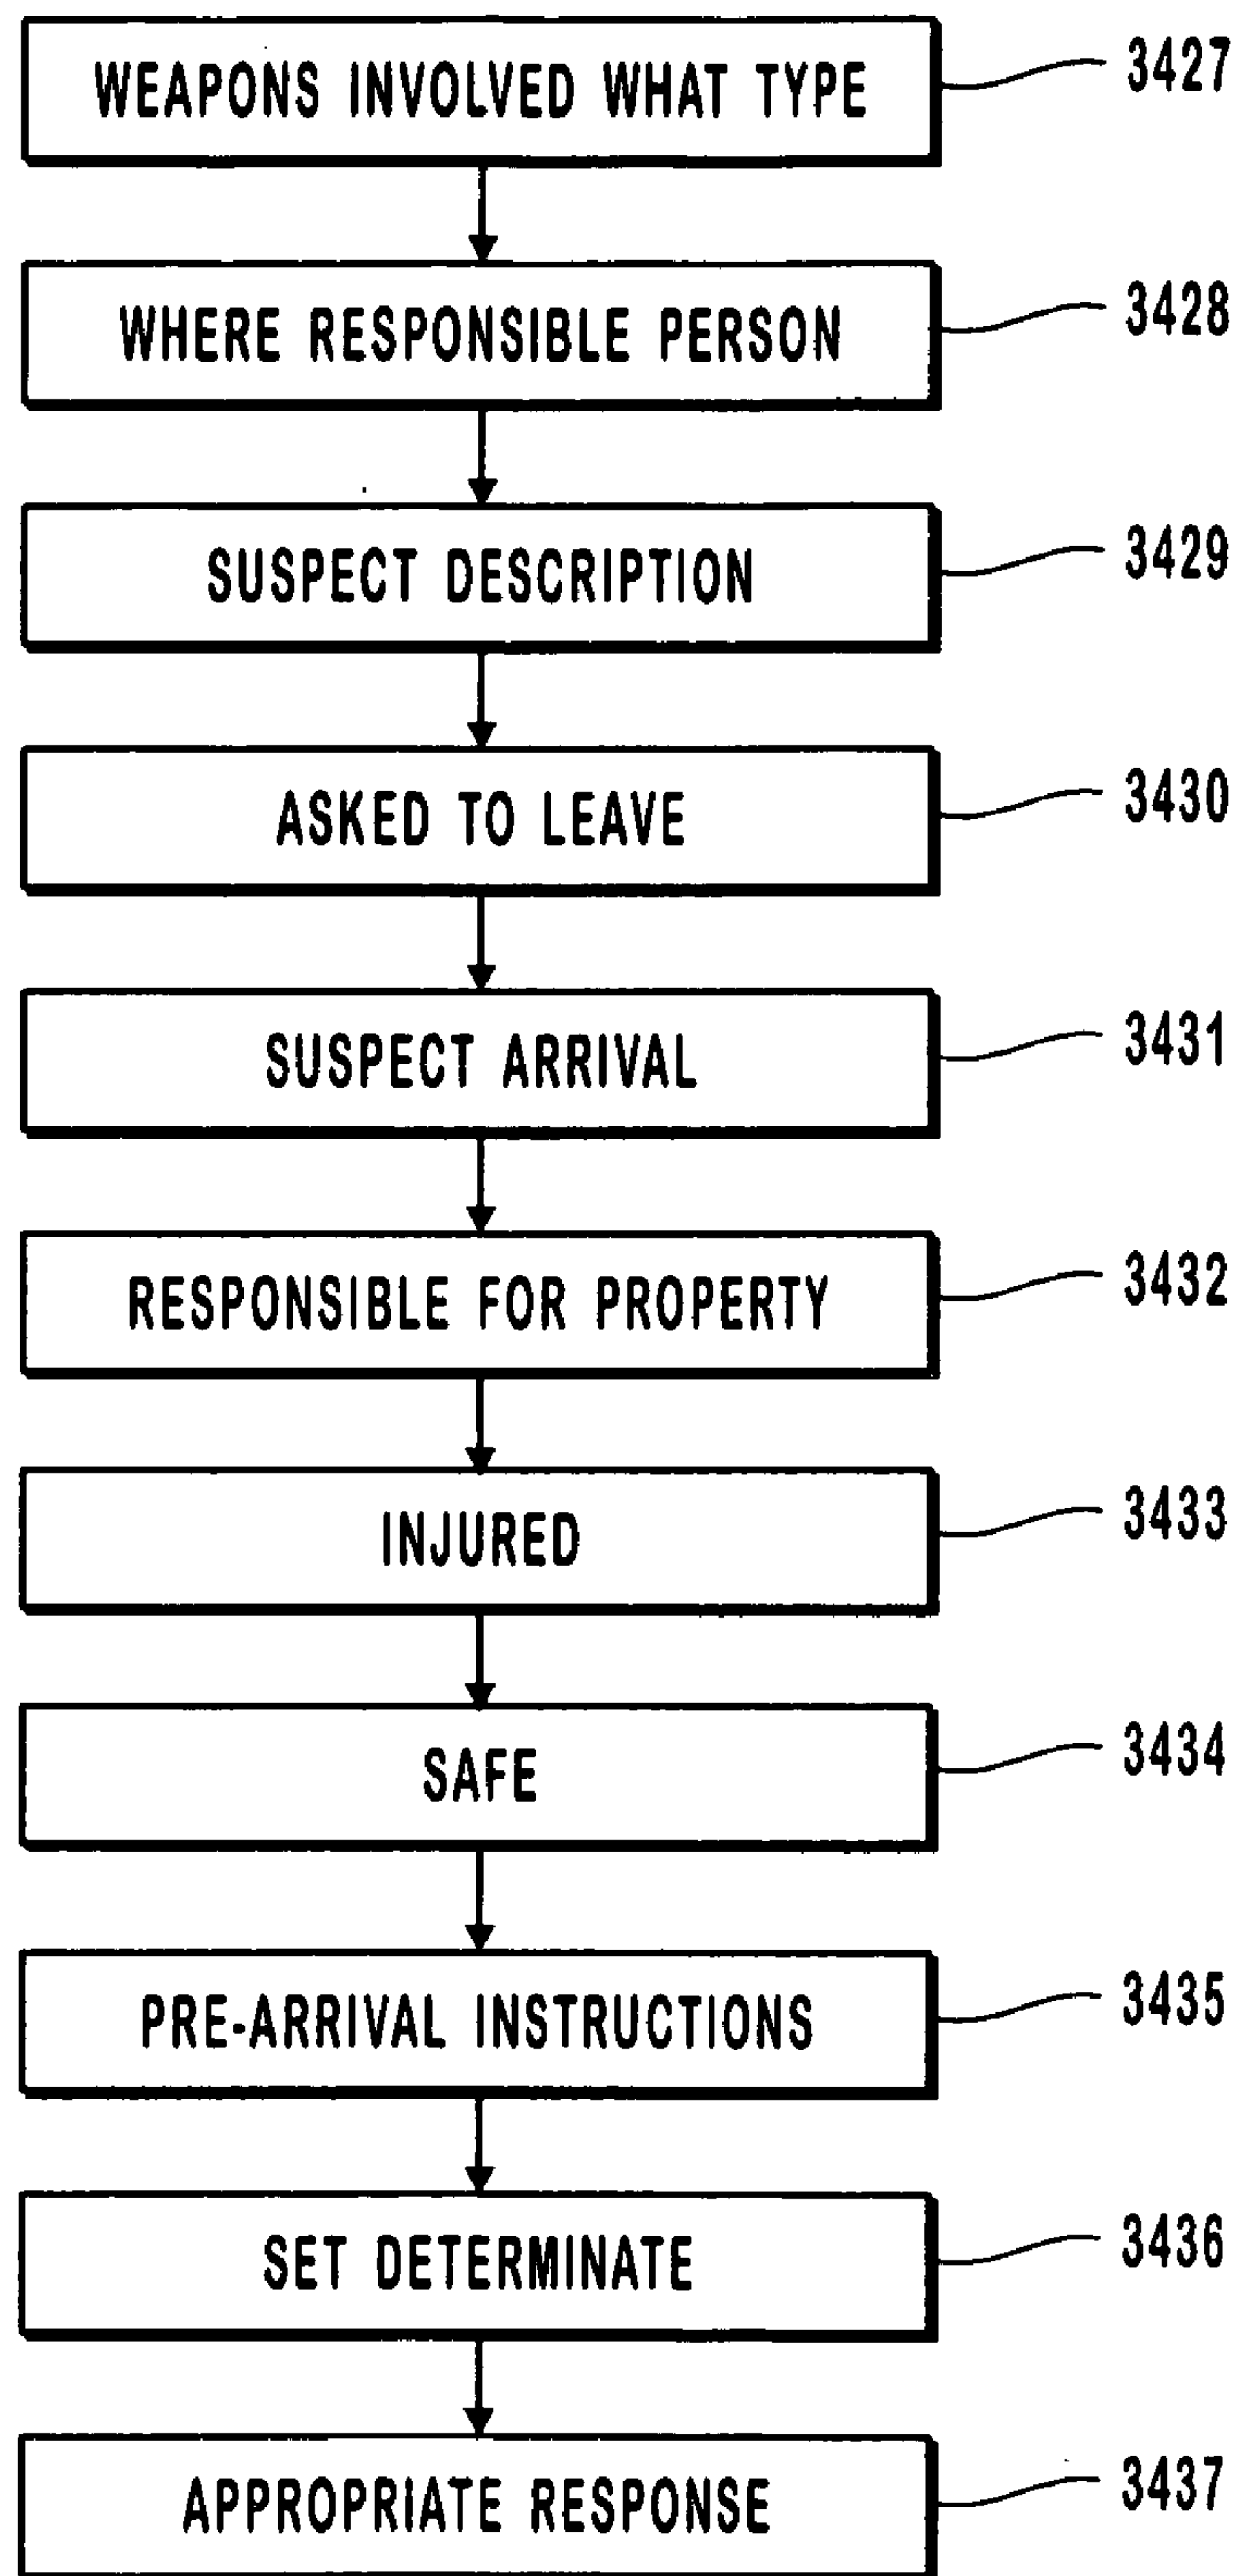 WEAPONS INVOLVED WHAT TYPE 3427
WHERE RESPONSIBLE PERSON 3428
SUSPECT DESCRIPTION 3429
ASKED TO LEAVE 3430
SUSPECT ARRIVAL 3431
RESPONSIBLE FOR PROPERTY 3432
INJURED 3433
SAFE 3434
PRE-ARRIVAL INSTRUCTIONS 3435
SET DETERMINATE 3436
APPROPRIATE RESPONSE 3437